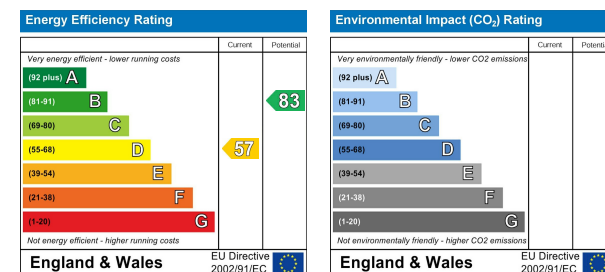 Energy Efficiency Rating
Current Potential
Very energy efficient - lower running costs
(92 plus) A
(81-91) B
83
(69-80) C
(55-68) D
57
(39-54) E
(21-38) F
(1-20) G
Not energy efficient - higher running costs
England & Wales
EU Directive
2002/91/EC
Environmental Impact (CO₂) Rating
Current Potential
Very environmentally friendly - lower CO2 emissions
(92 plus) A
(81-91) B
(69-80) C
(55-68) D
(39-54) E
(21-38) F
(1-20) G
Not environmentally friendly - higher CO2 emissions
England & Wales
EU Directive
2002/91/EC